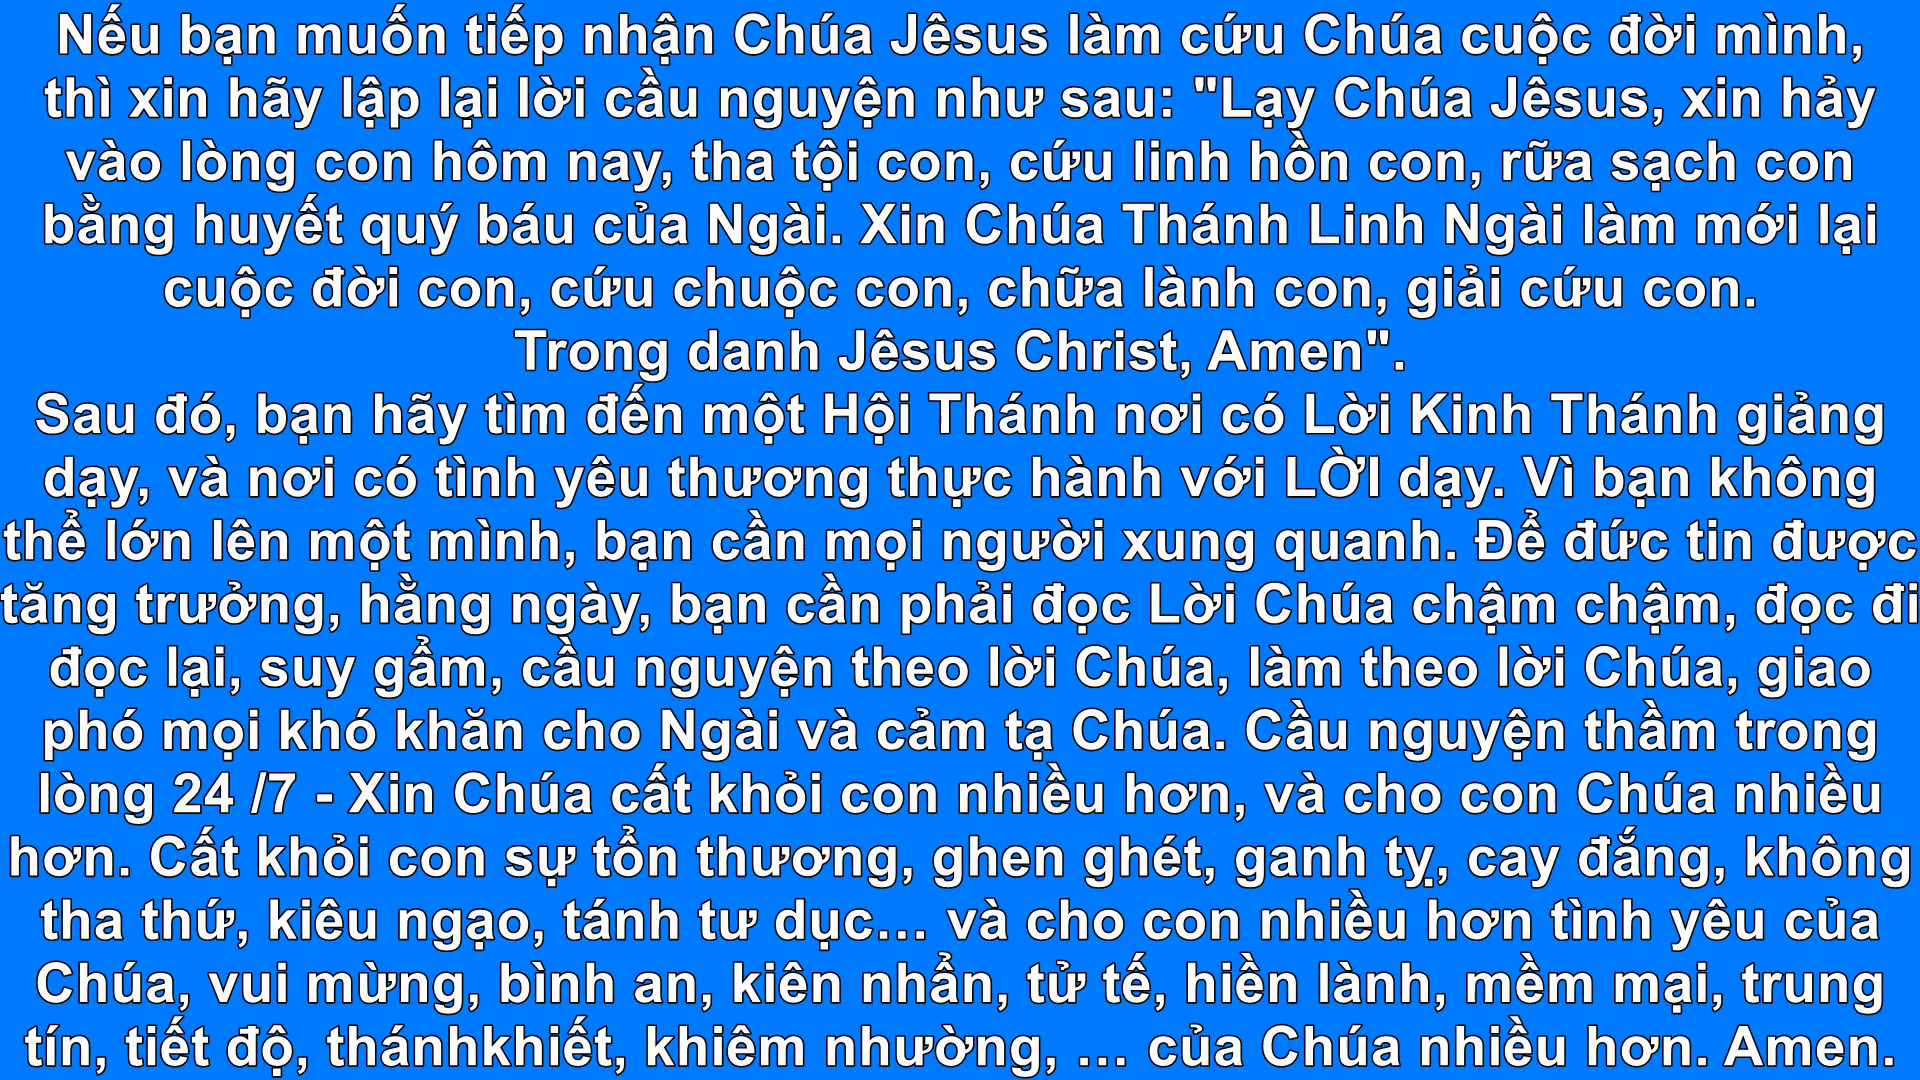 Nếu bạn muốn tiếp nhận Chúa Jêsus làm cứu Chúa cuộc đời mình,
thì xin hãy lập lại lời cầu nguyện như sau: "Lạy Chúa Jêsus, xin hảy
vào lòng con hôm nay, tha tội con, cứu linh hồn con, rữa sạch con
bằng huyết quý báu của Ngài. Xin Chúa Thánh Linh Ngài làm mới lại
cuộc đời con, cứu chuộc con, chữa lành con, giải cứu con.
Trong danh Jêsus Christ, Amen".
Sau đó, bạn hãy tìm đến một Hội Thánh nơi có Lời Kinh Thánh giảng
dạy, và nơi có tình yêu thương thực hành với LỜI dạy. Vì bạn không
thể lớn lên một mình, bạn cần mọi người xung quanh. Để đức tin được
tăng trưởng, hằng ngày, bạn cần phải đọc Lời Chúa chậm chậm, đọc đi
đọc lại, suy gẩm, cầu nguyện theo lời Chúa, làm theo lời Chúa, giao
phó mọi khó khăn cho Ngài và cảm tạ Chúa. Cầu nguyện thầm trong
lòng 24 /7 - Xin Chúa cất khỏi con nhiều hơn, và cho con Chúa nhiều
hơn. Cất khỏi con sự tổn thương, ghen ghét, ganh tỵ, cay đắng, không
tha thứ, kiêu ngạo, tánh tư dục… và cho con nhiều hơn tình yêu của
Chúa, vui mừng, bình an, kiên nhẩn, tử tế, hiền lành, mềm mại, trung
tín, tiết độ, thánhkhiết, khiêm nhường, … của Chúa nhiều hơn. Amen.